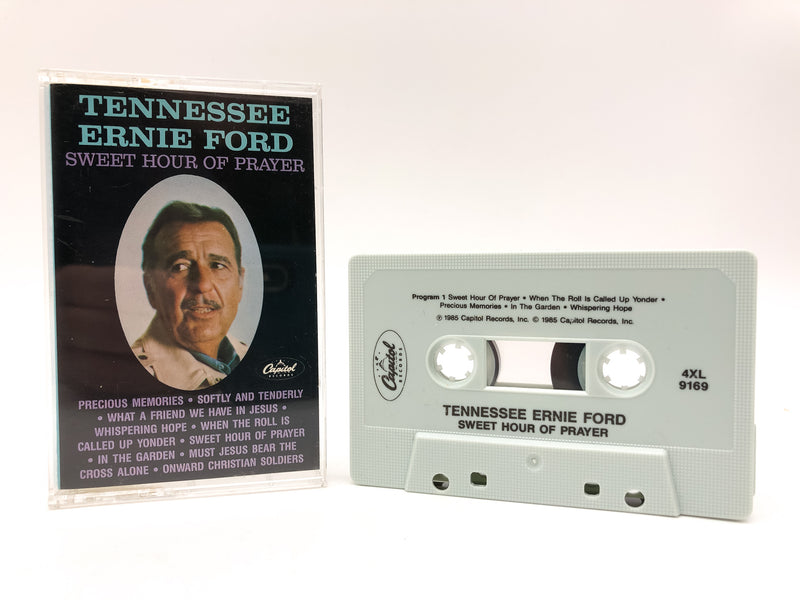 TENNESSEE
ERNIE FORD
SWEET HOUR OF PRAYER
Capitol
RECORDS
PRECIOUS MEMORIES • SOFTLY AND TENDERLY
• WHAT A FRIEND WE HAVE IN JESUS •
WHISPERING HOPE • WHEN THE ROLL IS
CALLED UP YONDER • SWEET HOUR OF PRAYER
• IN THE GARDEN • MUST JESUS BEAR THE
CROSS ALONE • ONWARD CHRISTIAN SOLDIERS
Program 1 Sweet Hour Of Prayer • When The Roll Is Called Up Yonder •
Precious Memories • In The Garden • Whispering Hope
℗ 1985 Capitol Records, Inc. © 1985 Capitol Records, Inc.
Capitol
RECORDS
4XL
9169
TENNESSEE ERNIE FORD
SWEET HOUR OF PRAYER